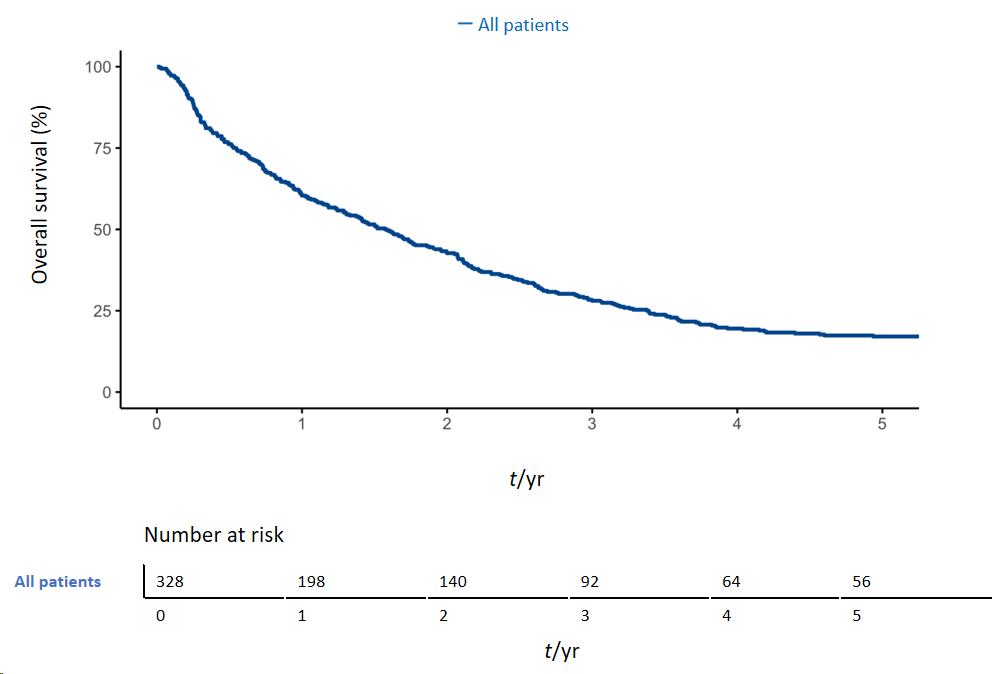 All patients
Overall survival (%)
100
75
50
25
0
0 1 2 3 4 5
t/yr
Number at risk
All patients 328 198 140 92 64 56
0 1 2 3 4 5
t/yr